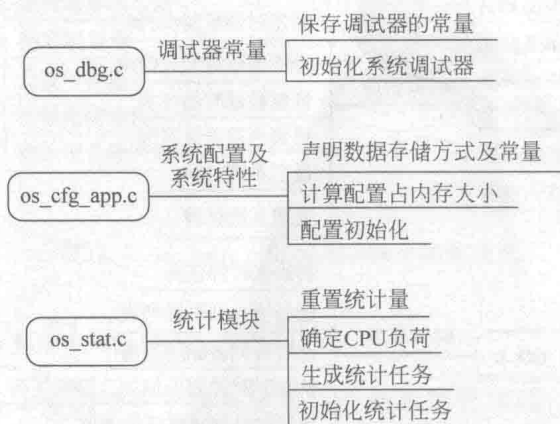 os_dbg.c
调试器常量
保存调试器的常量
初始化系统调试器
os_cfg_app.c
系统配置及
系统特性
声明数据存储方式及常量
计算配置占内存大小
配置初始化
os_stat.c
统计模块
重置统计量
确定CPU负荷
生成统计任务
初始化统计任务